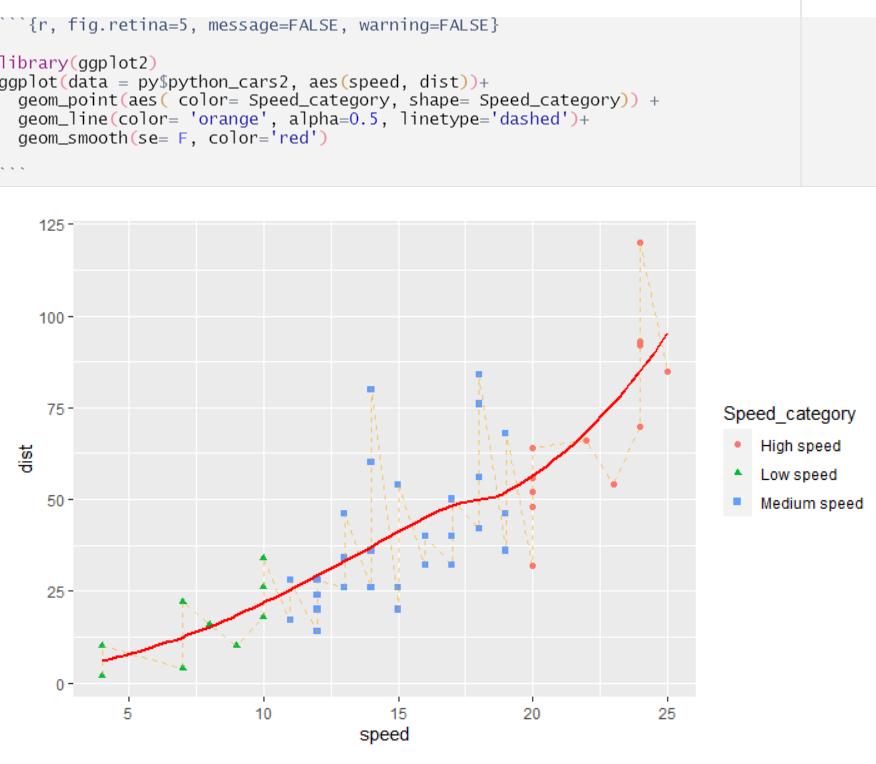 ```{r, fig.retina=5, message=FALSE, warning=FALSE}
library(ggplot2)
ggplot(data = py$python_cars2, aes(speed, dist))+
geom_point(aes( color= Speed_category, shape= Speed_category)) +
geom_line(color= 'orange', alpha=0.5, linetype='dashed')+
geom_smooth(se= F, color='red')
```
125
100
75
50
25
0
dist
5 10 15 20 25
speed
Speed_category
High speed
Low speed
Medium speed